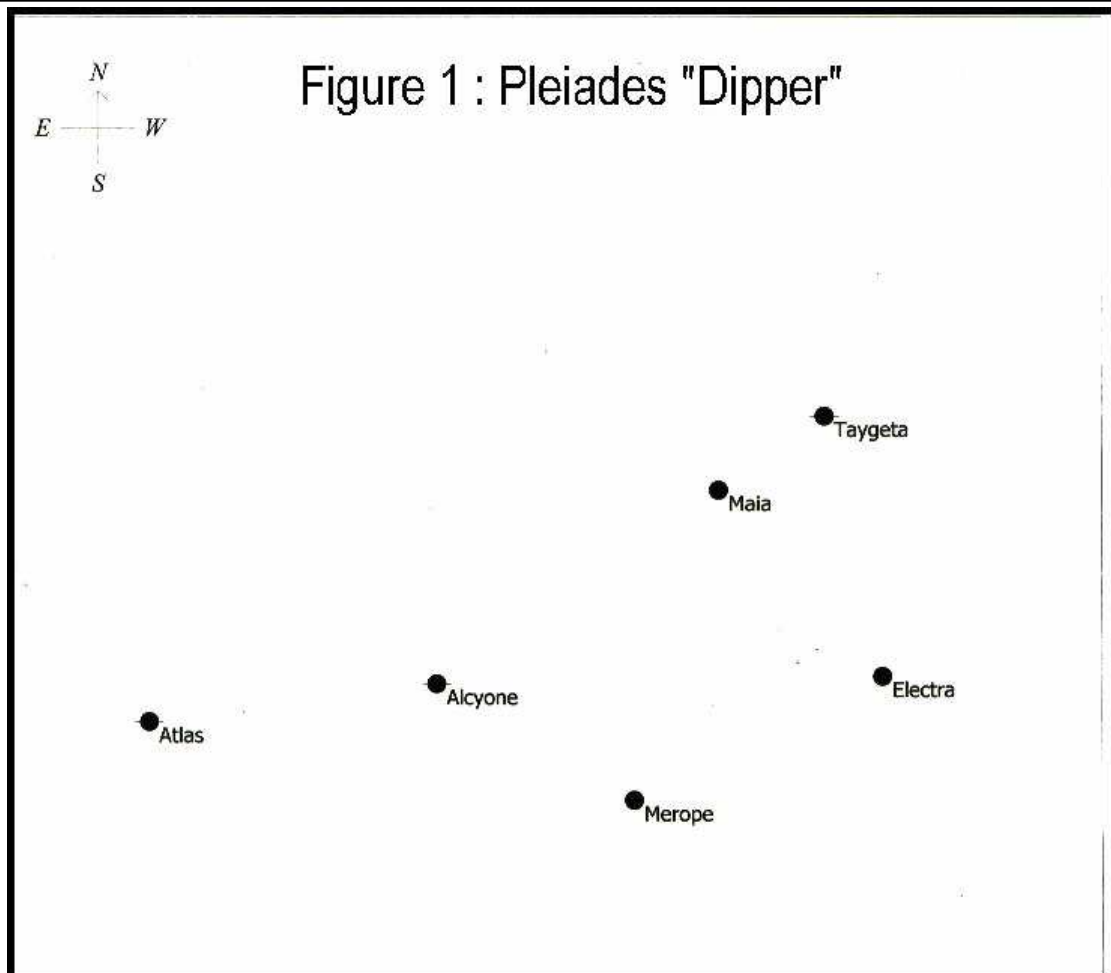 Figure 1 : Pleiades "Dipper"
N
E W
S
Taygeta
Maia
Electra
Alcyone
Atlas
Merope